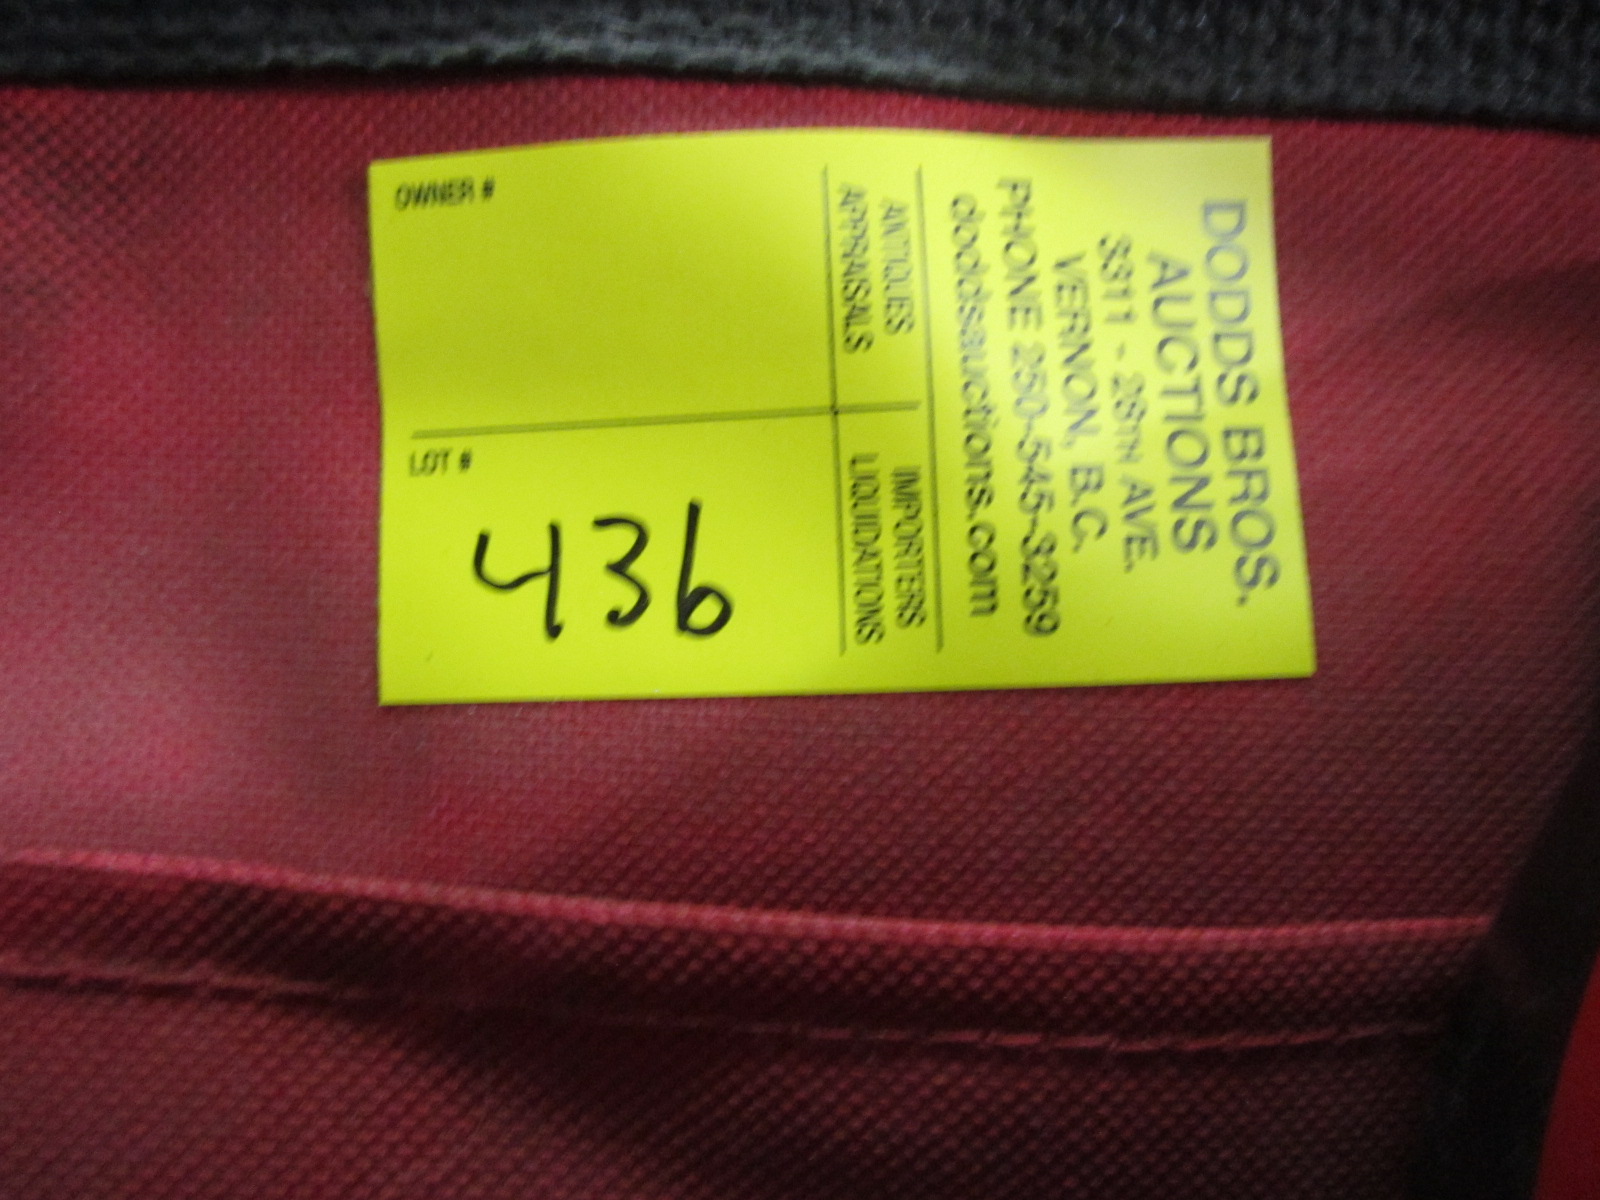 DODDS BROS.
AUCTIONS
3311 - 28TH AVE.
VERNON, B.C.
PHONE 250-545-3259
doddsauctions.com
ANTIQUES
APPRAISALS
IMPORTERS
LIQUIDATIONS
OWNER #
LOT #
436